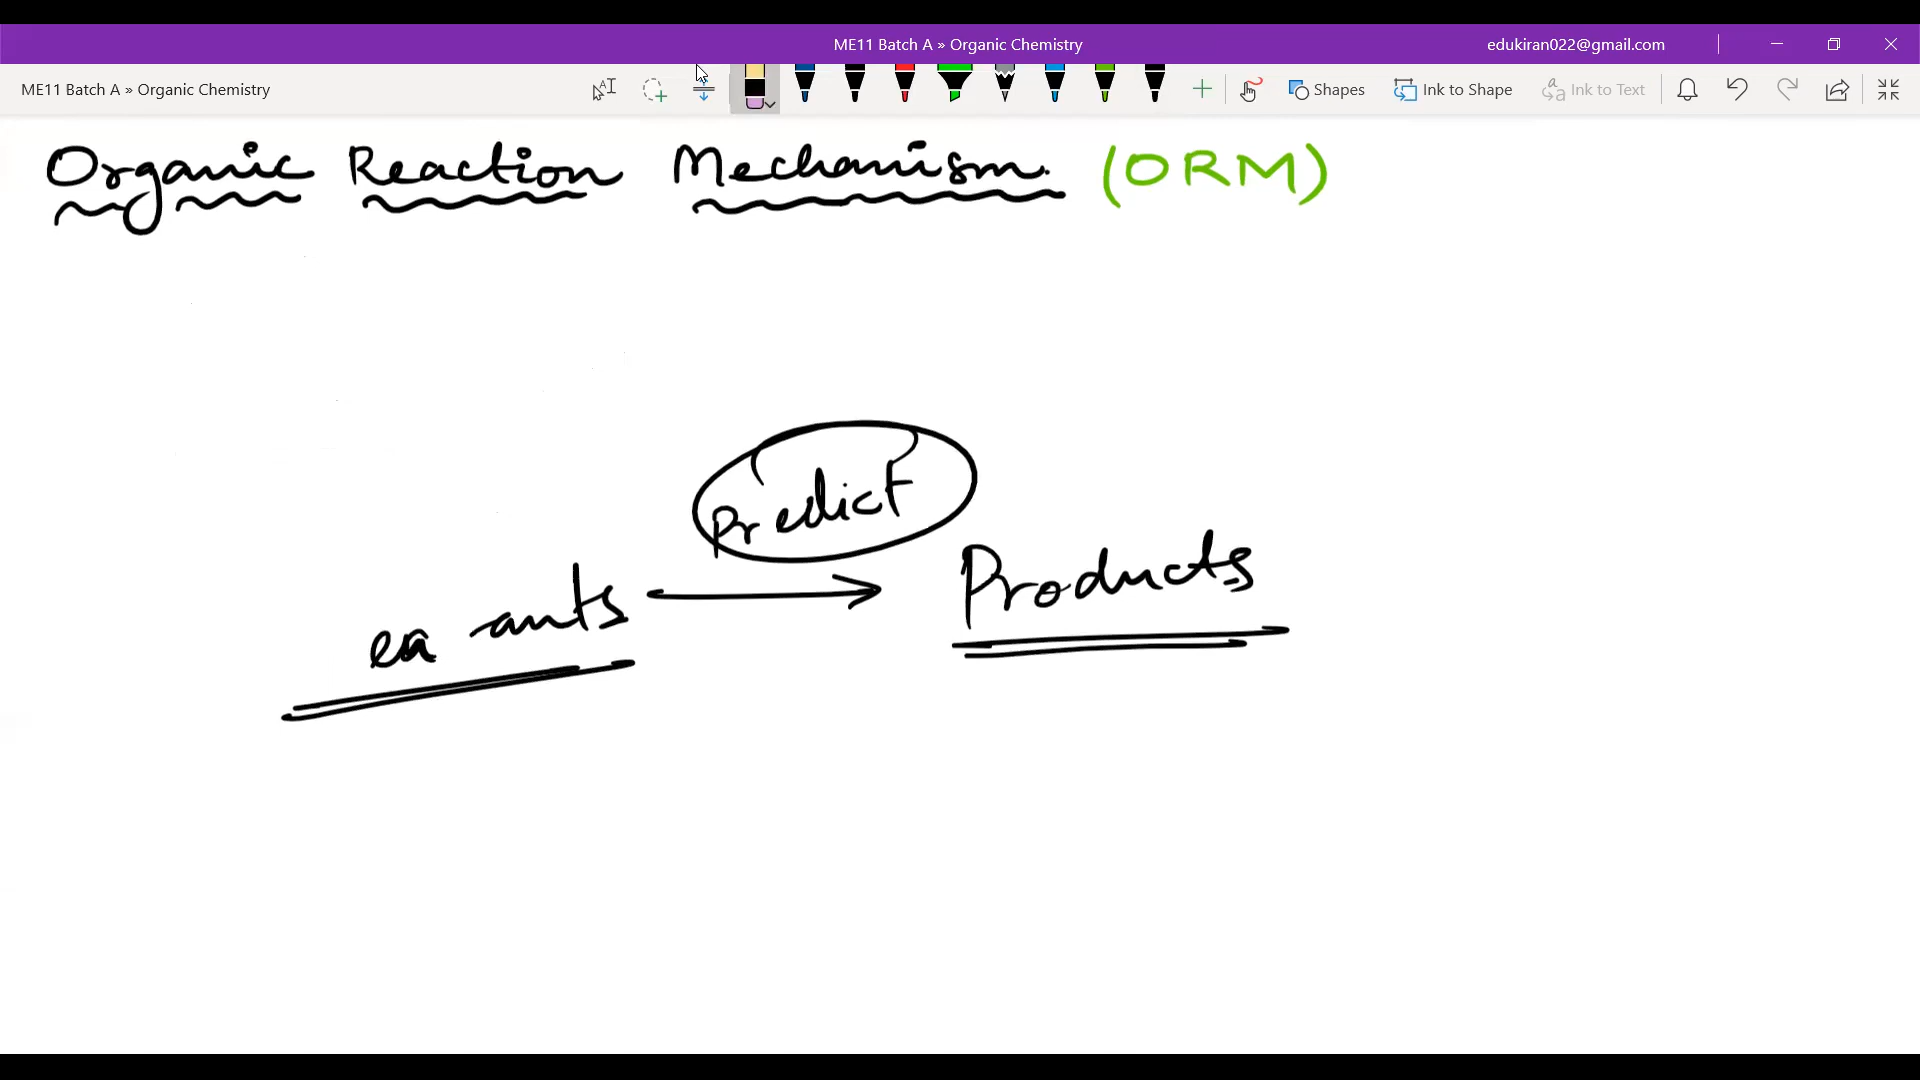 ME11 Batch A » Organic Chemistry
edukiran022@gmail.com
ME11 Batch A » Organic Chemistry
Shapes
Ink to Shape
Ink to Text
Organic Reaction Mechanism. (ORM)
Predict
ea ants → Products